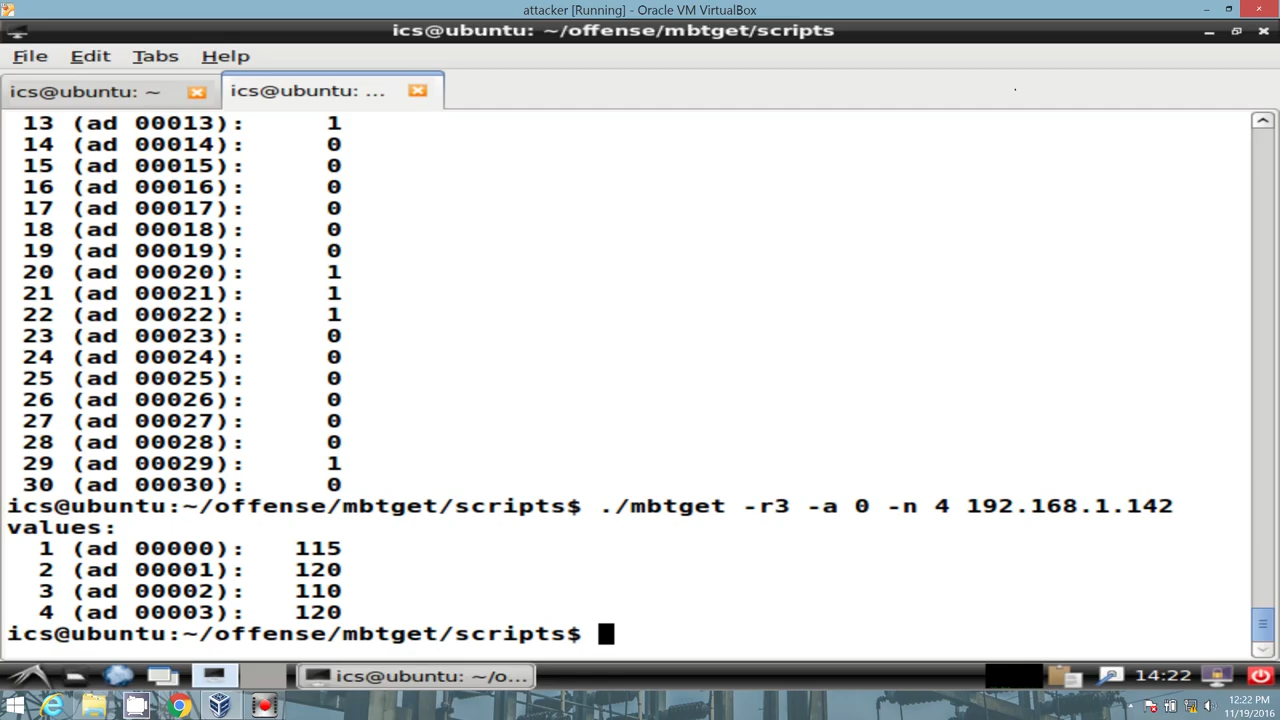 attacker [Running] - Oracle VM VirtualBox
ics@ubuntu: ~/offense/mbtget/scripts
File Edit Tabs Help
ics@ubuntu: ~ ics@ubuntu: ...
13 (ad 00013): 1
14 (ad 00014): 0
15 (ad 00015): 0
16 (ad 00016): 0
17 (ad 00017): 0
18 (ad 00018): 0
19 (ad 00019): 0
20 (ad 00020): 1
21 (ad 00021): 1
22 (ad 00022): 1
23 (ad 00023): 0
24 (ad 00024): 0
25 (ad 00025): 0
26 (ad 00026): 0
27 (ad 00027): 0
28 (ad 00028): 0
29 (ad 00029): 1
30 (ad 00030): 0
ics@ubuntu:~/offense/mbtget/scripts$ ./mbtget -r3 -a 0 -n 4 192.168.1.142
values:
1 (ad 00000): 115
2 (ad 00001): 120
3 (ad 00002): 110
4 (ad 00003): 120
ics@ubuntu:~/offense/mbtget/scripts$
ics@ubuntu: ~/o... 14:22
12:22 PM
11/19/2016